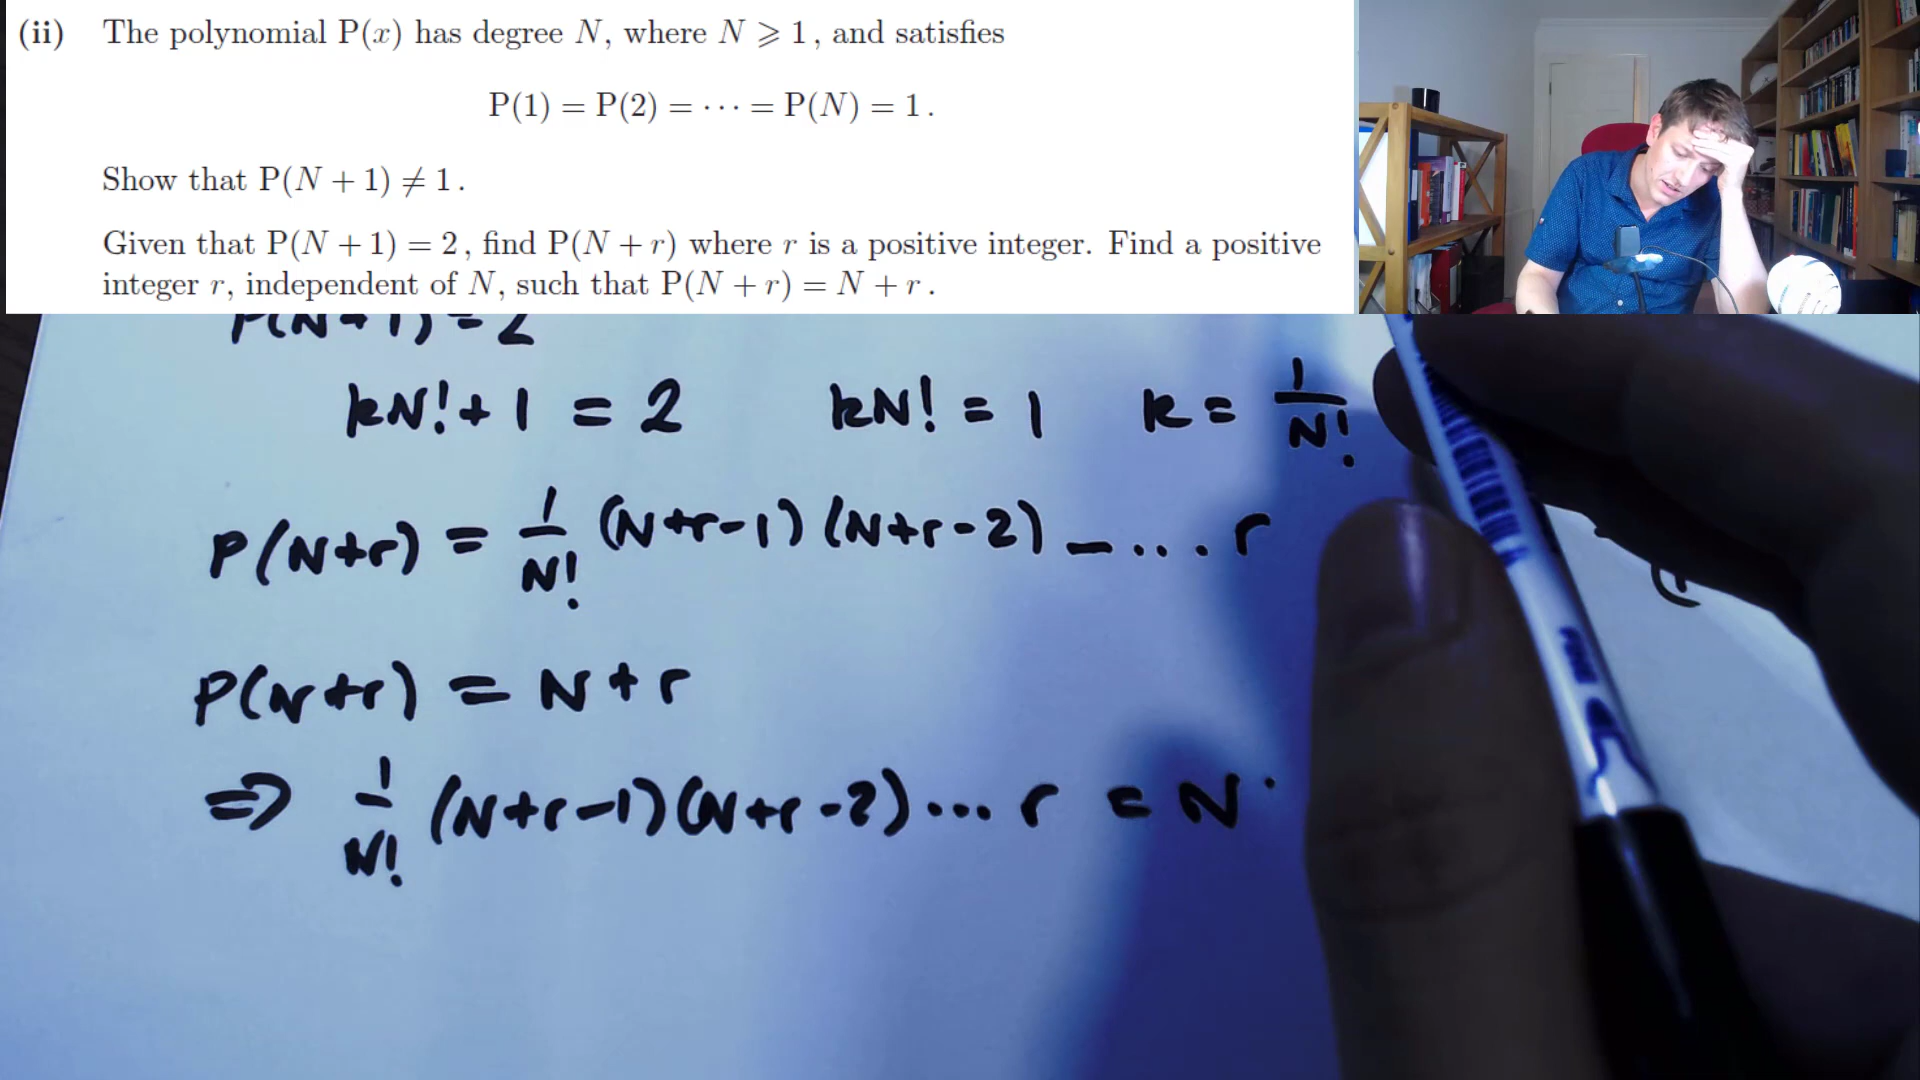 (ii) The polynomial P(x) has degree N, where N ⩾ 1, and satisfies
P(1) = P(2) = ⋯ = P(N) = 1.
Show that P(N + 1) ≠ 1.
Given that P(N + 1) = 2, find P(N + r) where r is a positive integer. Find a positive
integer r, independent of N, such that P(N + r) = N + r.
P(N+1) = 2
kN! + 1 = 2 kN! = 1 k = 1/N!
P(N+r) = 1/N! (N+r-1)(N+r-2) - ... r
P(N+r) = N + r
⇒ 1/N! (N+r-1)(N+r-2) ... r = N